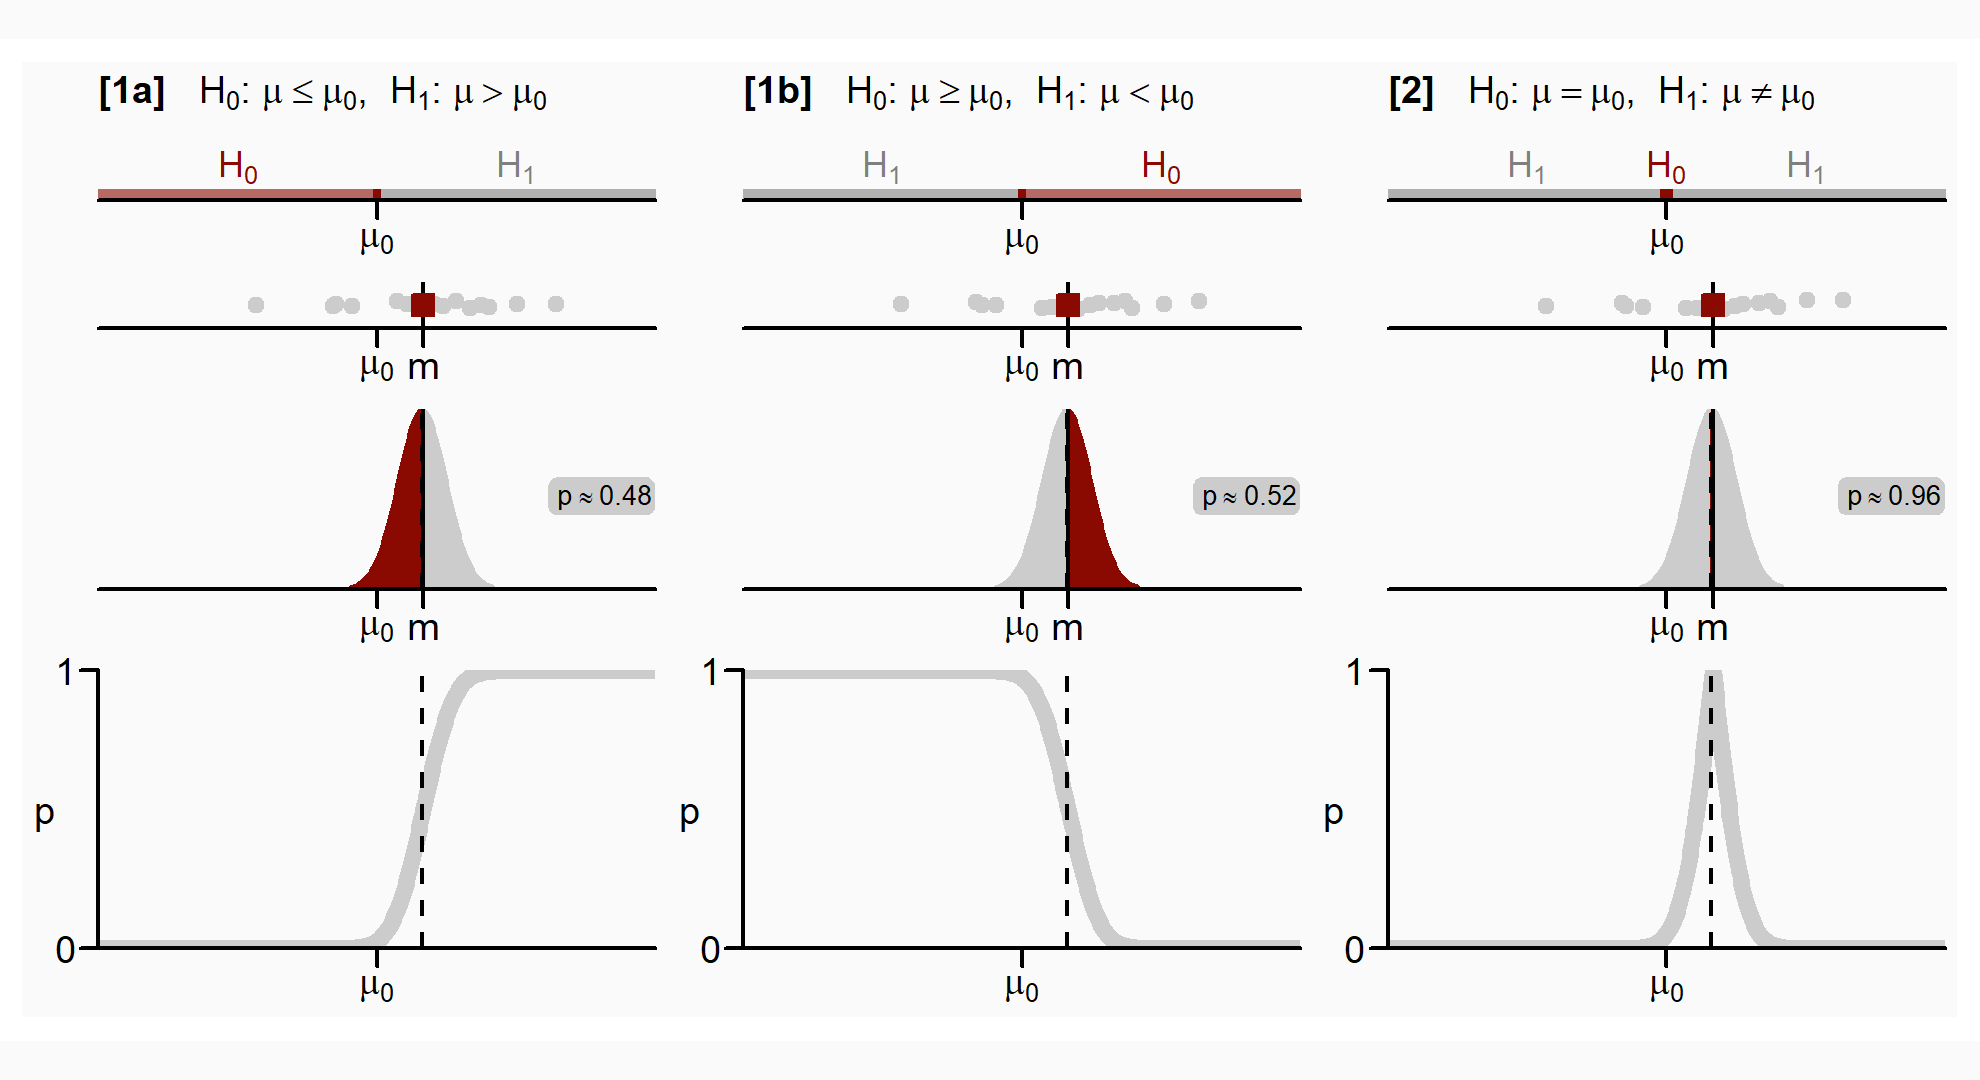 [1a] H₀: μ ≤ μ₀, H₁: μ > μ₀
H₀ H₁
μ₀
μ₀ m
p ≈ 0.48
μ₀ m
1
p
0
μ₀
[1b] H₀: μ ≥ μ₀, H₁: μ < μ₀
H₁ H₀
μ₀
μ₀ m
p ≈ 0.52
μ₀ m
1
p
0
μ₀
[2] H₀: μ = μ₀, H₁: μ ≠ μ₀
H₁ H₀ H₁
μ₀
μ₀ m
p ≈ 0.96
μ₀ m
1
p
0
μ₀